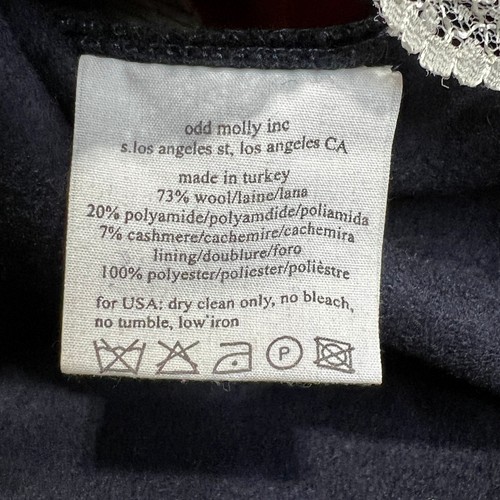 odd molly inc
s.los angeles st, los angeles CA
made in turkey
73% wool/laine/lana
20% polyamide/polyamdide/poliamida
7% cashmere/cachemire/cachemira
lining/doublure/foro
100% polyester/poliester/polièstre
for USA: dry clean only, no bleach,
no tumble, low iron
P